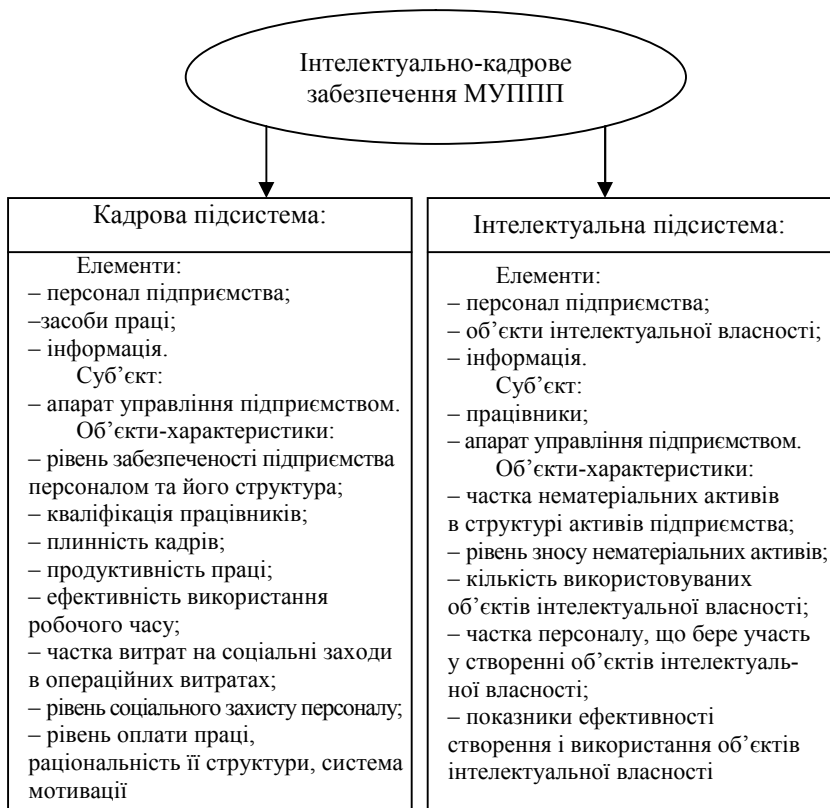 Інтелектуально-кадрове
забезпечення МУППП
Кадрова підсистема:
Елементи:
– персонал підприємства;
–засоби праці;
– інформація.
Суб’єкт:
– апарат управління підприємством.
Об’єкти-характеристики:
– рівень забезпеченості підприємства
персоналом та його структура;
– кваліфікація працівників;
– плинність кадрів;
– продуктивність праці;
– ефективність використання
робочого часу;
– частка витрат на соціальні заходи
в операційних витратах;
– рівень соціального захисту персоналу;
– рівень оплати праці,
раціональність її структури, система
мотивації
Інтелектуальна підсистема:
Елементи:
– персонал підприємства;
– об’єкти інтелектуальної власності;
– інформація.
Суб’єкт:
– працівники;
– апарат управління підприємством.
Об’єкти-характеристики:
– частка нематеріальних активів
в структурі активів підприємства;
– рівень зносу нематеріальних активів;
– кількість використовуваних
об’єктів інтелектуальної власності;
– частка персоналу, що бере участь
у створенні об’єктів інтелектуаль-
ної власності;
– показники ефективності
створення і використання об’єктів
інтелектуальної власності